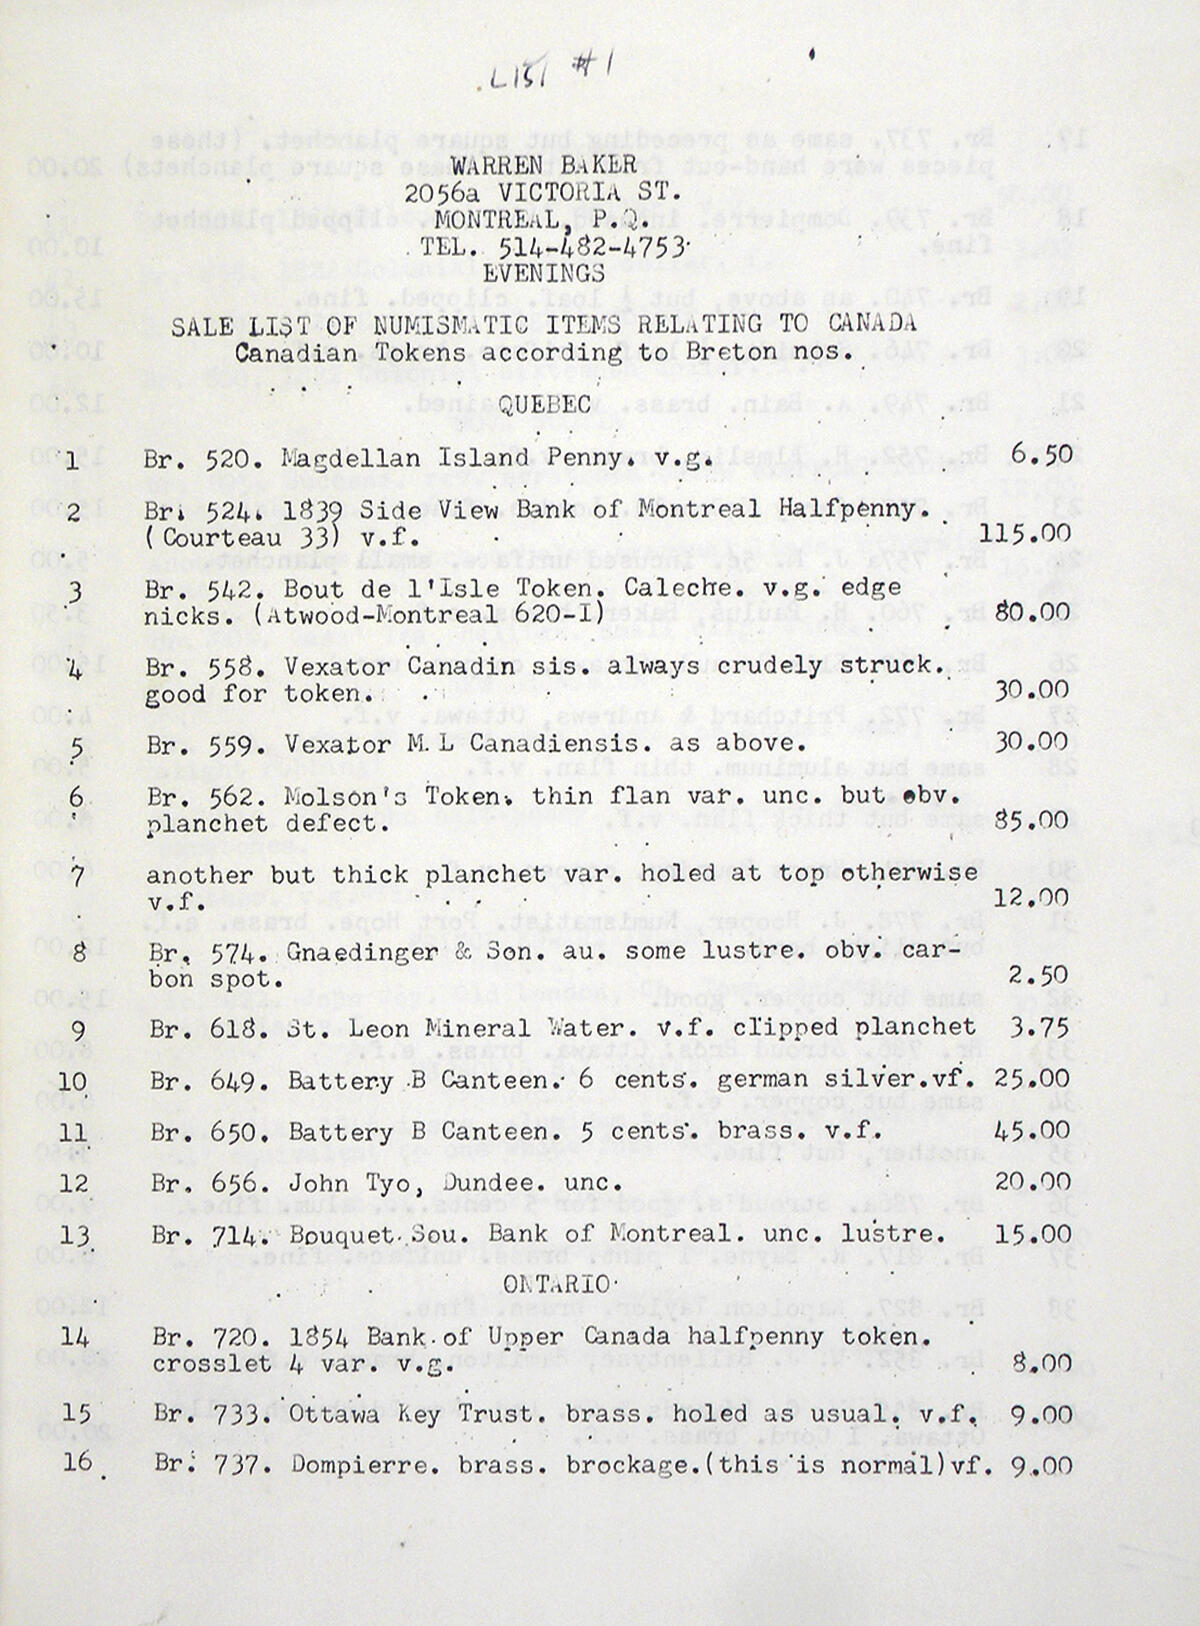 LIST #1
WARREN BAKER
2056a VICTORIA ST.
MONTREAL, P.Q.
TEL. 514-482-4753
EVENINGS
SALE LIST OF NUMISMATIC ITEMS RELATING TO CANADA
Canadian Tokens according to Breton nos.
QUEBEC
1 Br. 520. Magdellan Island Penny. v.g. 6.50
2 Br. 524. 1839 Side View Bank of Montreal Halfpenny.
(Courteau 33) v.f. 115.00
3 Br. 542. Bout de l'Isle Token. Caleche. v.g. edge
nicks. (Atwood-Montreal 620-I) 80.00
4 Br. 558. Vexator Canadin sis. always crudely struck.
good for token. 30.00
5 Br. 559. Vexator M.L Canadiensis. as above. 30.00
6 Br. 562. Molson's Token. thin flan var. unc. but obv.
planchet defect. 85.00
7 another but thick planchet var. holed at top otherwise
v.f. 12.00
8 Br. 574. Gnaedinger & Son. au. some lustre. obv. car-
bon spot. 2.50
9 Br. 618. St. Leon Mineral Water. v.f. clipped planchet 3.75
10 Br. 649. Battery B Canteen. 6 cents. german silver.vf. 25.00
11 Br. 650. Battery B Canteen. 5 cents. brass. v.f. 45.00
12 Br. 656. John Tyo, Dundee. unc. 20.00
13 Br. 714. Bouquet Sou. Bank of Montreal. unc. lustre. 15.00
ONTARIO
14 Br. 720. 1854 Bank of Upper Canada halfpenny token.
crosslet 4 var. v.g. 8.00
15 Br. 733. Ottawa Key Trust. brass. holed as usual. v.f. 9.00
16 Br. 737. Dompierre. brass. brockage.(this is normal)vf. 9.00